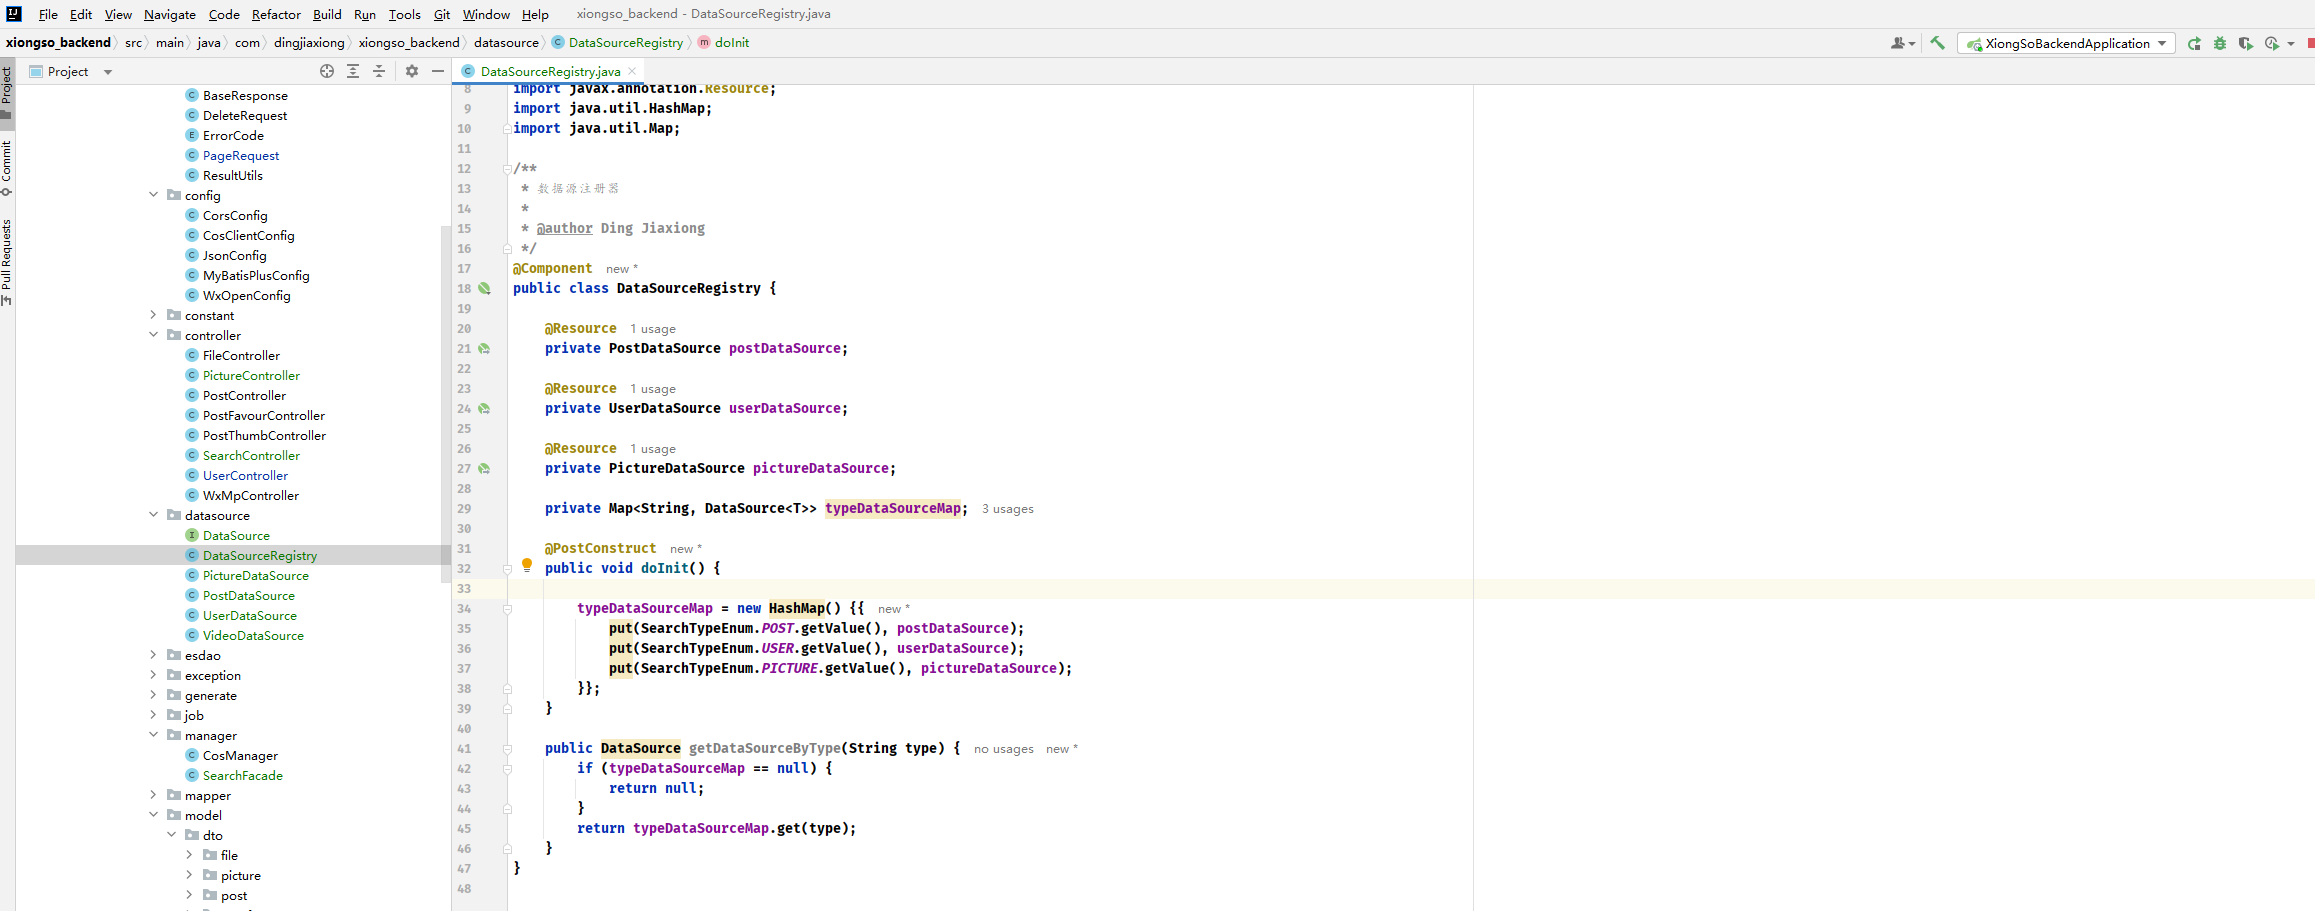 File Edit View Navigate Code Refactor Build Run Tools Git Window Help xiongso_backend - DataSourceRegistry.java
xiongso_backend src main java com dingjiaxiong xiongso_backend datasource DataSourceRegistry doInit XiongSoBackendApplication
Project
Commit
Pull Requests
Project
BaseResponse
DeleteRequest
ErrorCode
PageRequest
ResultUtils
config
CorsConfig
CosClientConfig
JsonConfig
MyBatisPlusConfig
WxOpenConfig
constant
controller
FileController
PictureController
PostController
PostFavourController
PostThumbController
SearchController
UserController
WxMpController
datasource
DataSource
DataSourceRegistry
PictureDataSource
PostDataSource
UserDataSource
VideoDataSource
esdao
exception
generate
job
manager
CosManager
SearchFacade
mapper
model
dto
file
picture
post
DataSourceRegistry.java
8 import javax.annotation.Resource;
9 import java.util.HashMap;
10 import java.util.Map;
11
12 /**
13 * 数据源注册器
14 *
15 * @author Ding Jiaxiong
16 */
17 @Component new *
18 public class DataSourceRegistry {
19
20 @Resource 1 usage
21 private PostDataSource postDataSource;
22
23 @Resource 1 usage
24 private UserDataSource userDataSource;
25
26 @Resource 1 usage
27 private PictureDataSource pictureDataSource;
28
29 private Map<String, DataSource<T>> typeDataSourceMap; 3 usages
30
31 @PostConstruct new *
32 public void doInit() {
33
34 typeDataSourceMap = new HashMap() {{ new *
35 put(SearchTypeEnum.POST.getValue(), postDataSource);
36 put(SearchTypeEnum.USER.getValue(), userDataSource);
37 put(SearchTypeEnum.PICTURE.getValue(), pictureDataSource);
38 }};
39 }
40
41 public DataSource getDataSourceByType(String type) { no usages new *
42 if (typeDataSourceMap == null) {
43 return null;
44 }
45 return typeDataSourceMap.get(type);
46 }
47 }
48